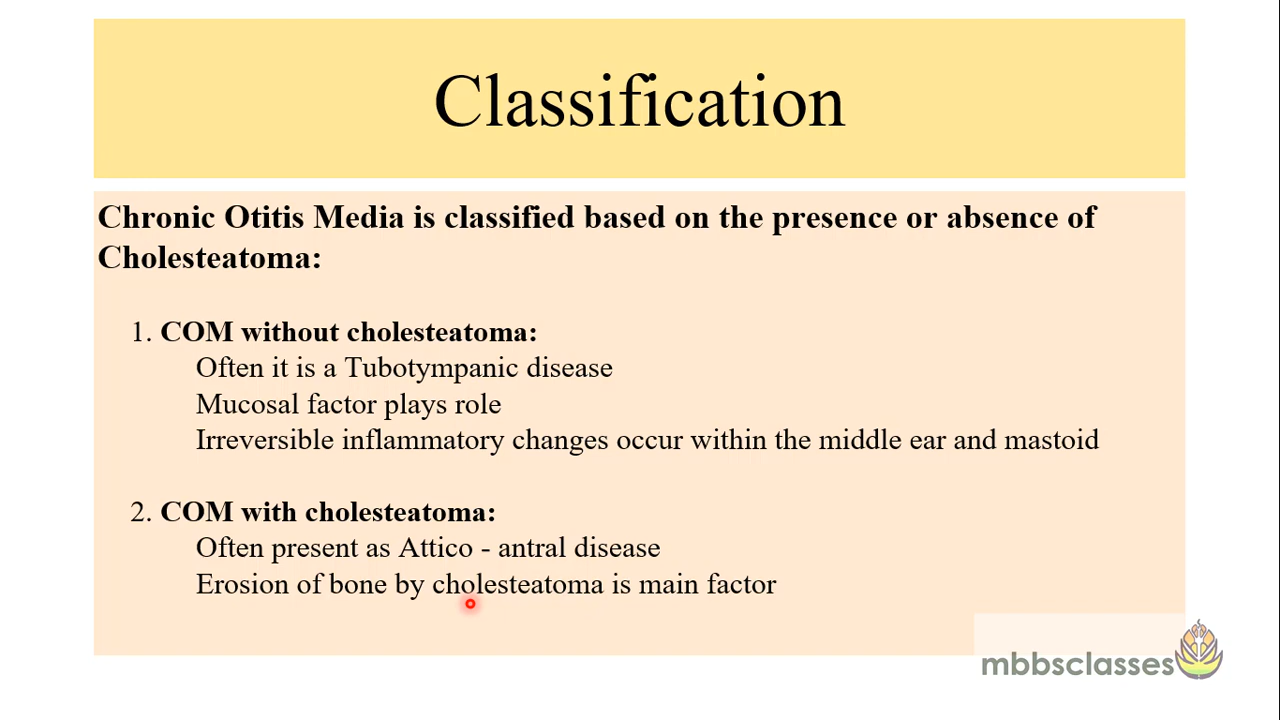 Classification
Chronic Otitis Media is classified based on the presence or absence of
Cholesteatoma:
1. COM without cholesteatoma:
Often it is a Tubotympanic disease
Mucosal factor plays role
Irreversible inflammatory changes occur within the middle ear and mastoid
2. COM with cholesteatoma:
Often present as Attico - antral disease
Erosion of bone by cholesteatoma is main factor
mbbsclasses